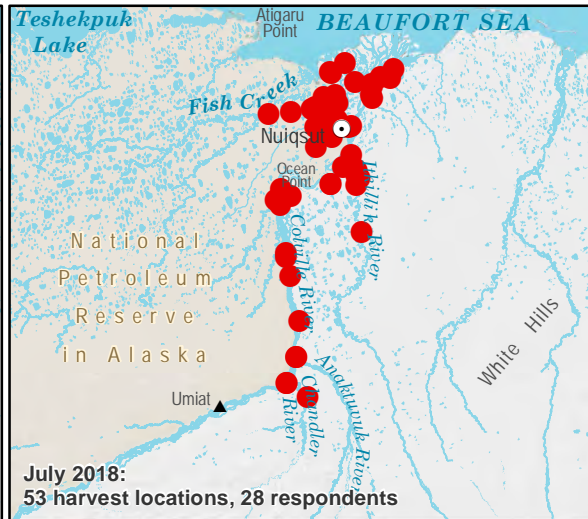 Teshekpuk
Lake
Atigaru
Point
BEAUFORT SEA
Fish Creek
Nuiqsut
Ocean
Point
Itkillik River
Colville River
National
Petroleum
Reserve
in Alaska
White Hills
Umiat
Chandler
River
Anaktuvuk River
July 2018:
53 harvest locations, 28 respondents